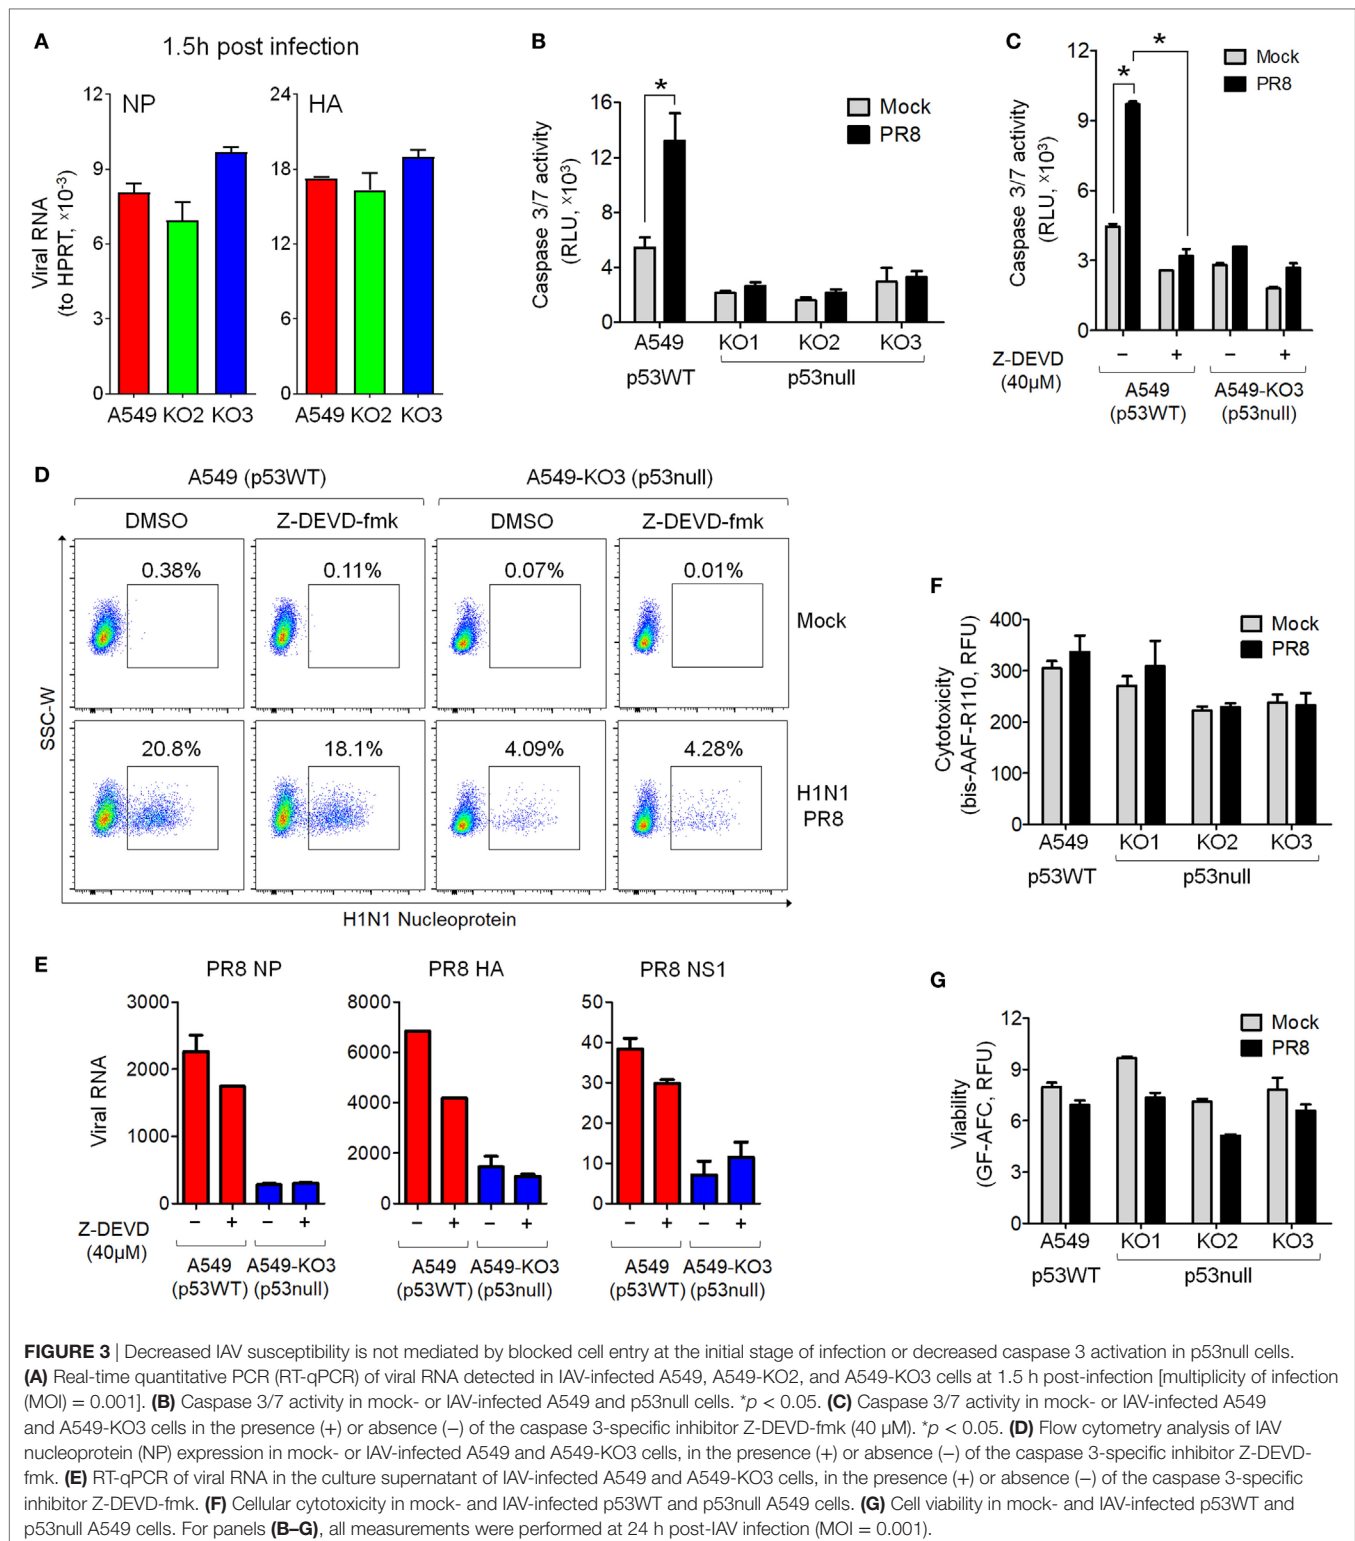 A
1.5h post infection
NP
HA
Viral RNA
(to HPRT, ×10-3)
12
9
6
3
0
24
18
12
6
0
A549 KO2 KO3
A549 KO2 KO3
B
Caspase 3/7 activity
(RLU, ×103)
16
12
8
4
0
*
Mock
PR8
A549
KO1
KO2
KO3
p53WT
p53null
C
Caspase 3/7 activity
(RLU, ×103)
12
9
6
3
0
*
*
Mock
PR8
Z-DEVD
(40µM)
– + – +
A549
(p53WT)
A549-KO3
(p53null)
D
A549 (p53WT)
A549-KO3 (p53null)
DMSO
Z-DEVD-fmk
DMSO
Z-DEVD-fmk
0.38%
0.11%
0.07%
0.01%
Mock
20.8%
18.1%
4.09%
4.28%
H1N1
PR8
SSC-W
H1N1 Nucleoprotein
E
PR8 NP
PR8 HA
PR8 NS1
Viral RNA
3000
2000
1000
0
8000
6000
4000
2000
0
50
40
30
20
10
0
Z-DEVD
(40µM)
– + – +
– + – +
– + – +
A549 A549-KO3
(p53WT) (p53null)
A549 A549-KO3
(p53WT) (p53null)
A549 A549-KO3
(p53WT) (p53null)
F
Cytotoxicity
(bis-AAF-R110, RFU)
400
300
200
100
0
Mock
PR8
A549
KO1
KO2
KO3
p53WT
p53null
G
Viability
(GF-AFC, RFU)
12
9
6
3
0
Mock
PR8
A549
KO1
KO2
KO3
p53WT
p53null
FIGURE 3 | Decreased IAV susceptibility is not mediated by blocked cell entry at the initial stage of infection or decreased caspase 3 activation in p53null cells.
(A) Real-time quantitative PCR (RT-qPCR) of viral RNA detected in IAV-infected A549, A549-KO2, and A549-KO3 cells at 1.5 h post-infection [multiplicity of infection
(MOI) = 0.001]. (B) Caspase 3/7 activity in mock- or IAV-infected A549 and p53null cells. *p < 0.05. (C) Caspase 3/7 activity in mock- or IAV-infected A549
and A549-KO3 cells in the presence (+) or absence (−) of the caspase 3-specific inhibitor Z-DEVD-fmk (40 µM). *p < 0.05. (D) Flow cytometry analysis of IAV
nucleoprotein (NP) expression in mock- or IAV-infected A549 and A549-KO3 cells, in the presence (+) or absence (−) of the caspase 3-specific inhibitor Z-DEVD-
fmk. (E) RT-qPCR of viral RNA in the culture supernatant of IAV-infected A549 and A549-KO3 cells, in the presence (+) or absence (−) of the caspase 3-specific
inhibitor Z-DEVD-fmk. (F) Cellular cytotoxicity in mock- and IAV-infected p53WT and p53null A549 cells. (G) Cell viability in mock- and IAV-infected p53WT and
p53null A549 cells. For panels (B–G), all measurements were performed at 24 h post-IAV infection (MOI = 0.001).